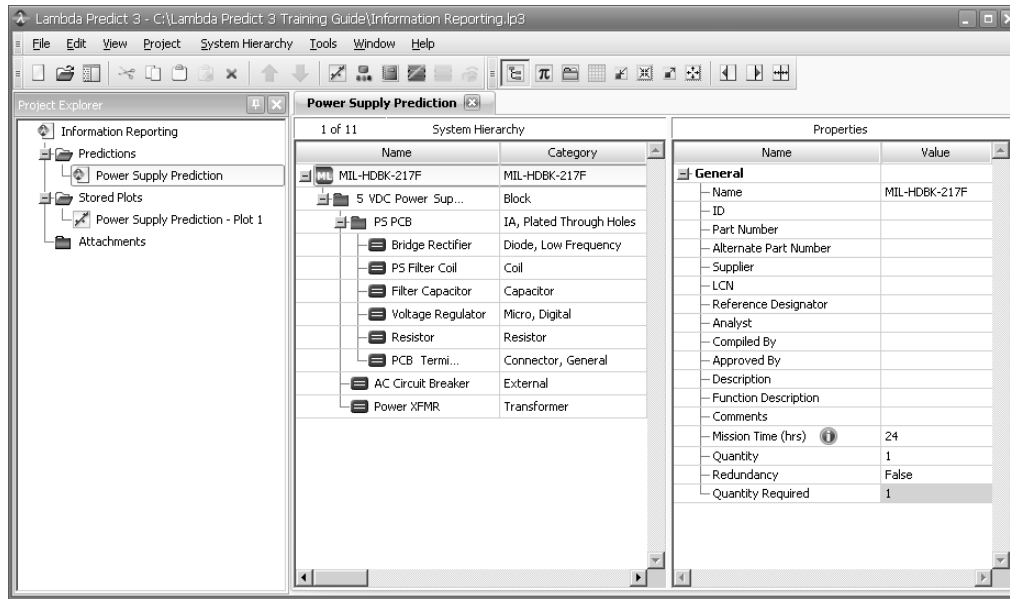 Lambda Predict 3 - C:\Lambda Predict 3 Training Guide\Information Reporting.lp3
File Edit View Project System Hierarchy Tools Window Help
Project Explorer
Information Reporting
Predictions
Power Supply Prediction
Stored Plots
Power Supply Prediction - Plot 1
Attachments
Power Supply Prediction
1 of 11 System Hierarchy
Name Category
ML MIL-HDBK-217F MIL-HDBK-217F
5 VDC Power Sup... Block
PS PCB IA, Plated Through Holes
Bridge Rectifier Diode, Low Frequency
PS Filter Coil Coil
Filter Capacitor Capacitor
Voltage Regulator Micro, Digital
Resistor Resistor
PCB Termi... Connector, General
AC Circuit Breaker External
Power XFMR Transformer
Properties
Name Value
General
Name MIL-HDBK-217F
ID
Part Number
Alternate Part Number
Supplier
LCN
Reference Designator
Analyst
Compiled By
Approved By
Description
Function Description
Comments
Mission Time (hrs) 24
Quantity 1
Redundancy False
Quantity Required 1